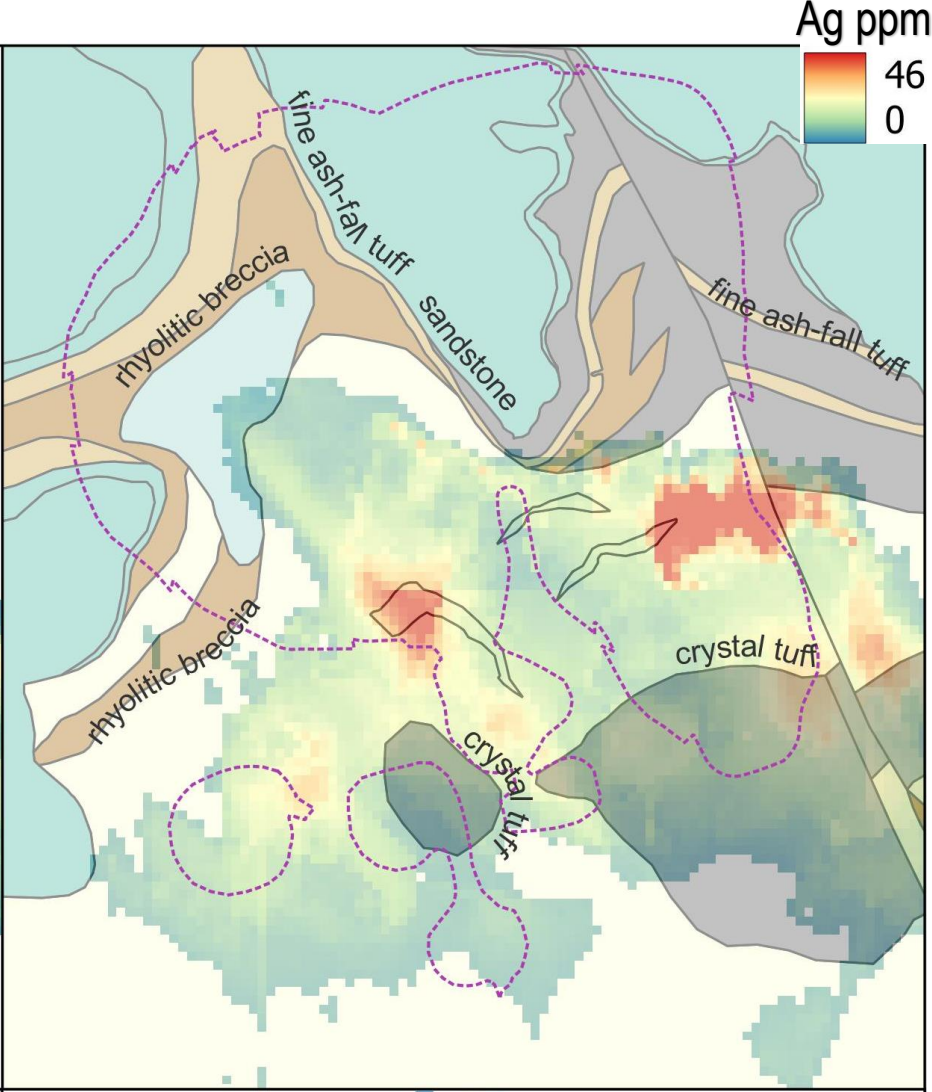 Ag ppm
46
0
fine ash-fall tuff
rhyolitic breccia
sandstone
fine ash-fall tuff
rhyolitic breccia
crystal tuff
crystal tuff